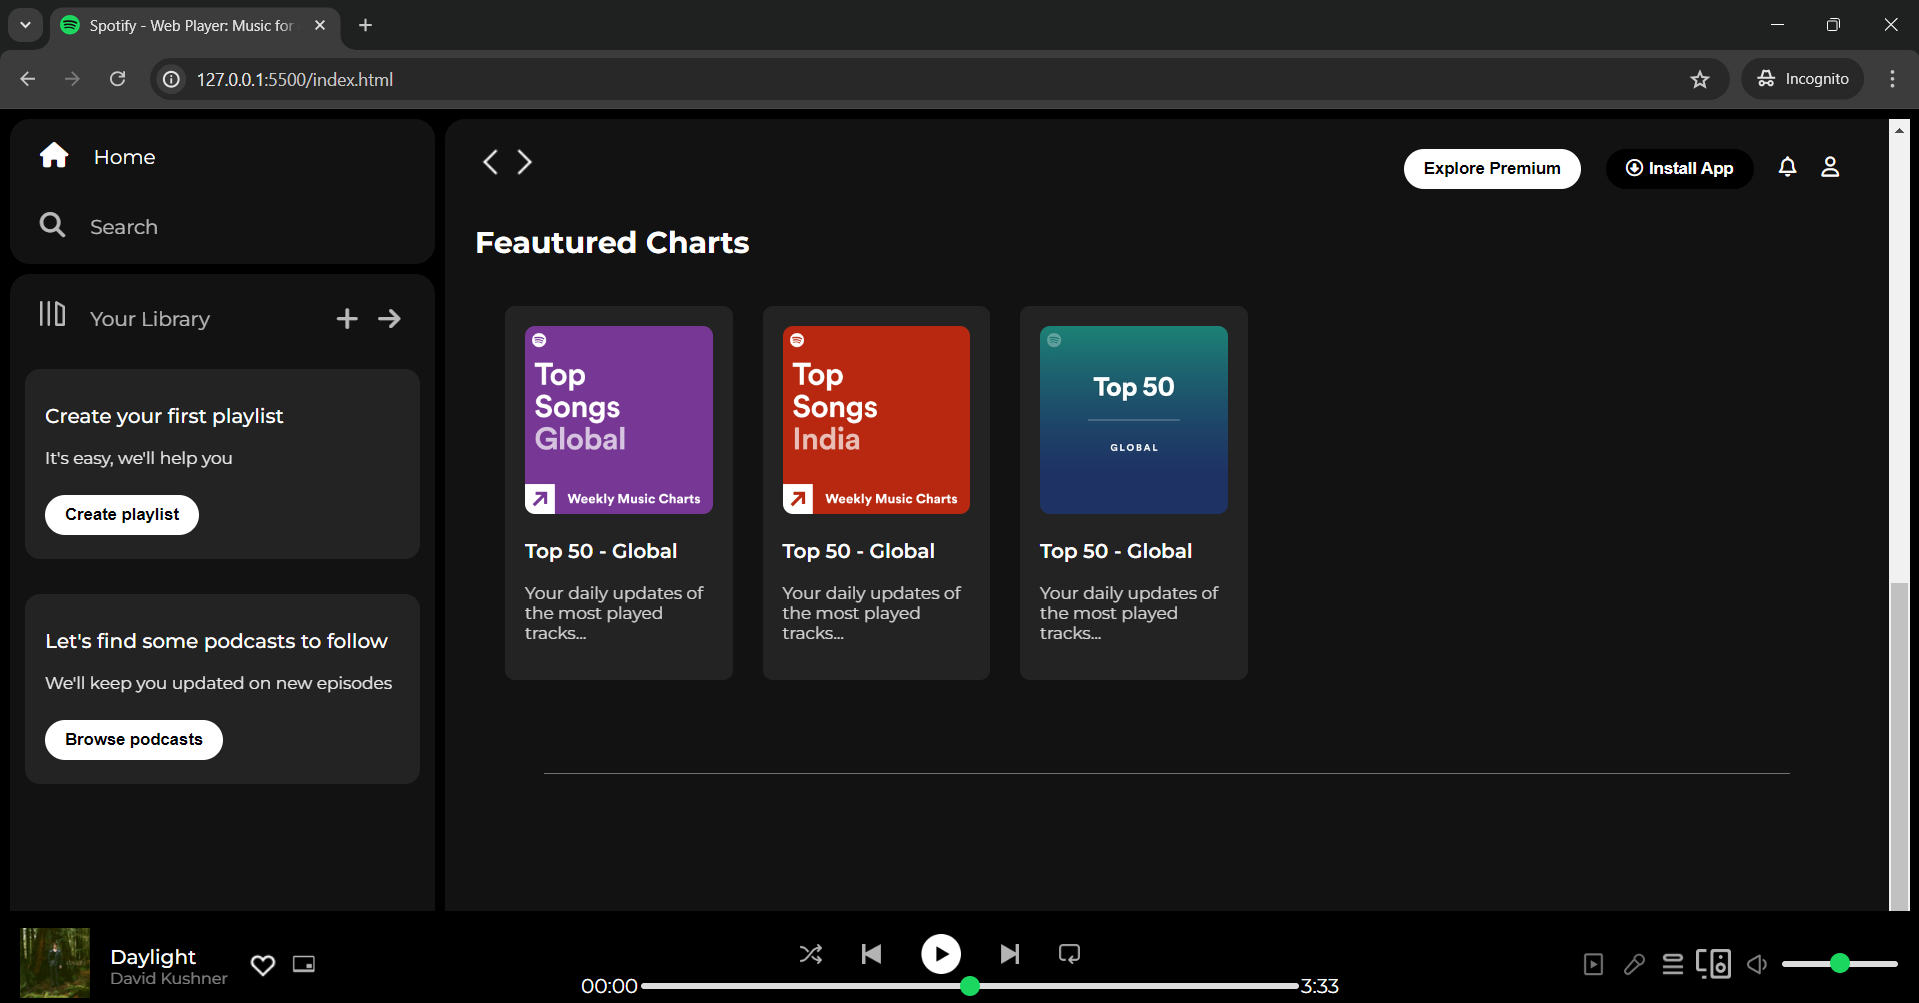 Spotify - Web Player: Music for
127.0.0.1:5500/index.html
Incognito
Home
Search
Your Library
Create your first playlist
It's easy, we'll help you
Create playlist
Let's find some podcasts to follow
We'll keep you updated on new episodes
Browse podcasts
Explore Premium
Install App
Feautured Charts
Top
Songs
Global
Weekly Music Charts
Top 50 - Global
Your daily updates of
the most played
tracks...
Top
Songs
India
Weekly Music Charts
Top 50 - Global
Your daily updates of
the most played
tracks...
Top 50
GLOBAL
Top 50 - Global
Your daily updates of
the most played
tracks...
Daylight
David Kushner
00:00
3:33